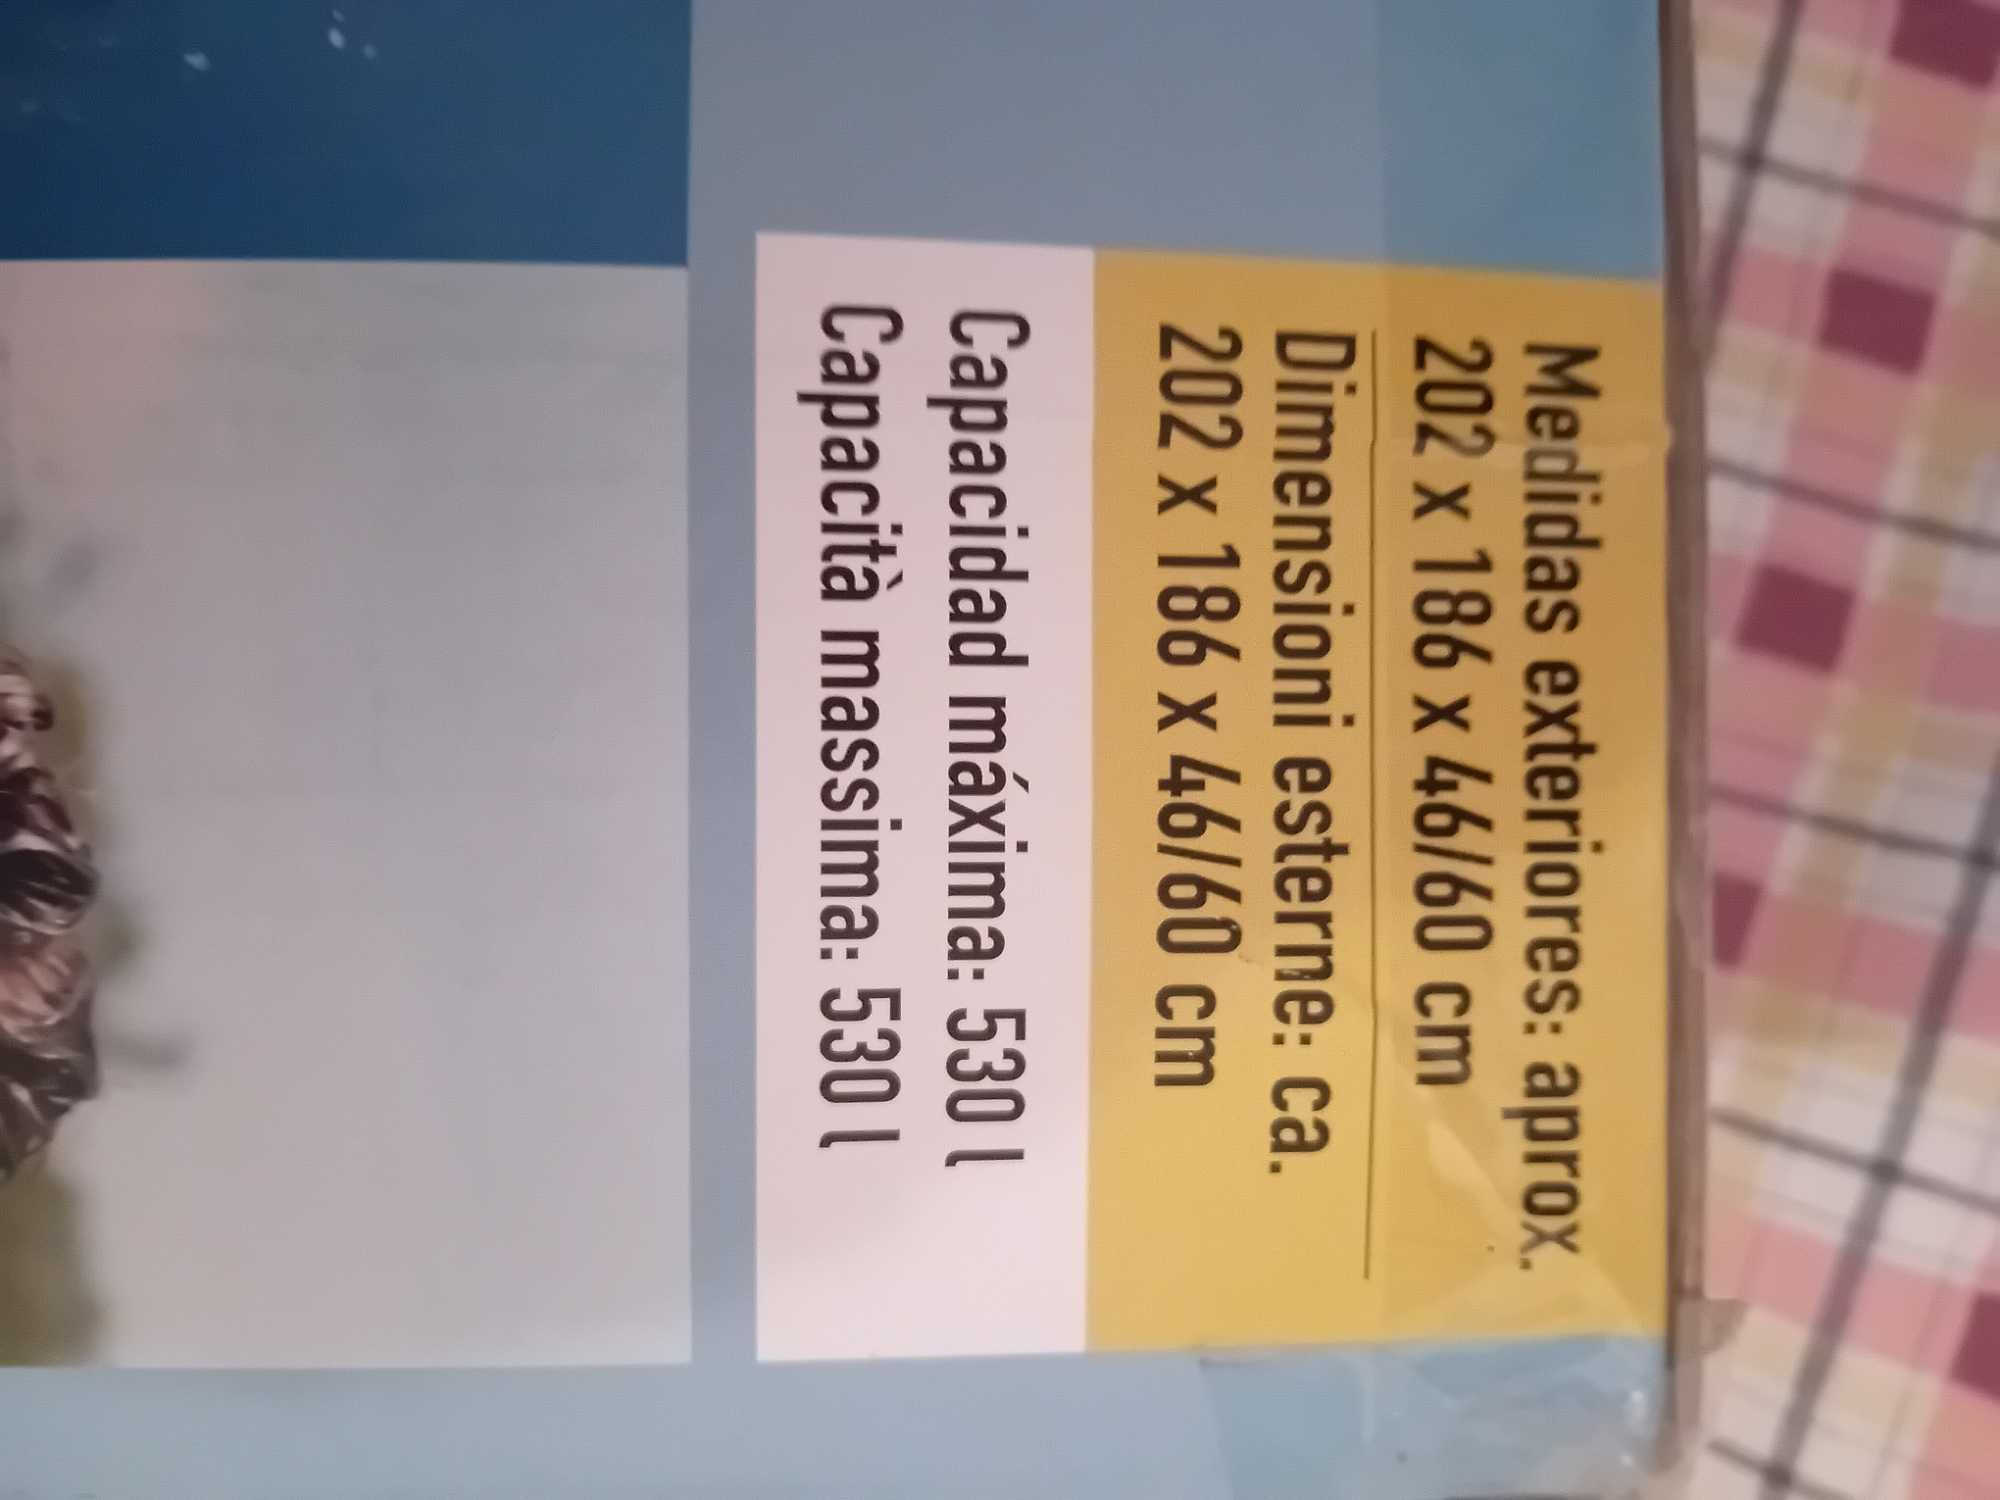 Medidas exteriores: aprox.
202 x 186 x 46/60 cm
Dimensioni esterne: ca.
202 x 186 x 46/60 cm
Capacidad máxima: 530 l
Capacità massima: 530 l